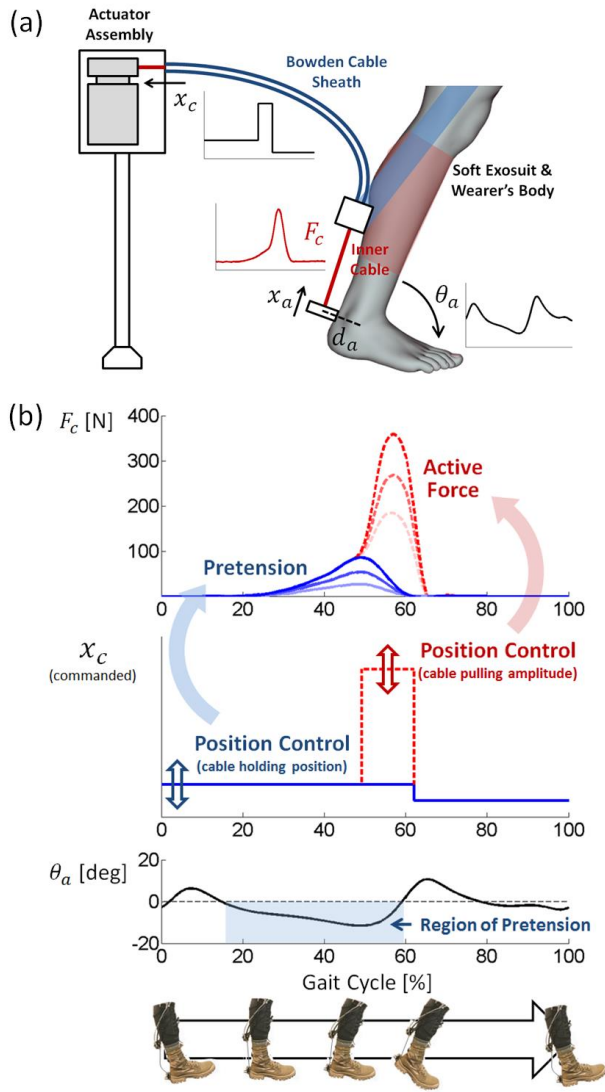 (a)
Actuator
Assembly
x_c
Bowden Cable
Sheath
Soft Exosuit &
Wearer's Body
F_c
Inner
Cable
x_a
d_a
θ_a
(b)
F_c [N]
400
300
200
100
Active
Force
Pretension
0 20 40 60 80 100
x_c
(commanded)
Position Control
(cable pulling amplitude)
Position Control
(cable holding position)
0 20 40 60 80 100
θ_a [deg]
20
0
-20
Region of Pretension
0 20 40 60 80 100
Gait Cycle [%]